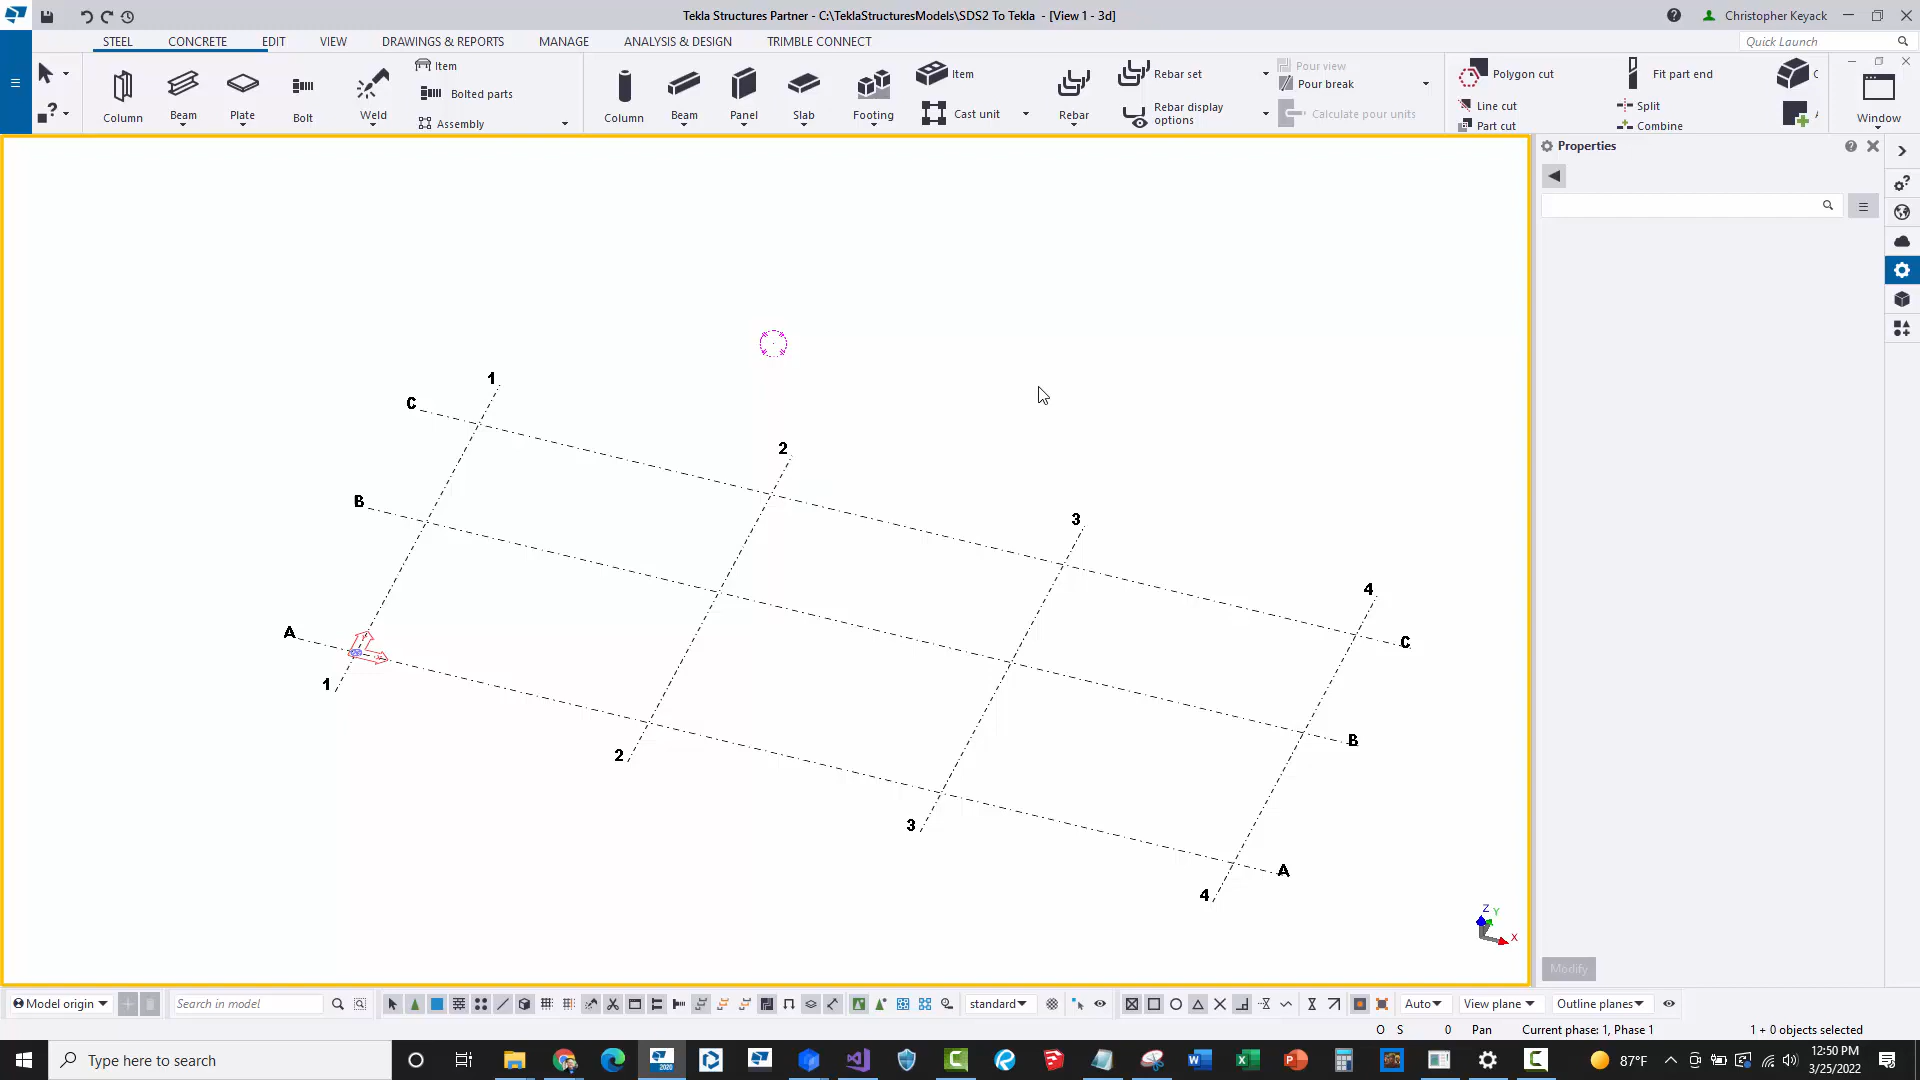 Tekla Structures Partner - C:\TeklaStructuresModels\SDS2 To Tekla - [View 1 - 3d]
Christopher Keyack
STEEL CONCRETE EDIT VIEW DRAWINGS & REPORTS MANAGE ANALYSIS & DESIGN TRIMBLE CONNECT
Quick Launch
Column Beam Plate Bolt Weld
Item
Bolted parts
Assembly
Column Beam Panel Slab Footing
Item
Cast unit
Rebar
Rebar set
Rebar display
options
Pour view
Pour break
Calculate pour units
Polygon cut
Line cut
Part cut
Fit part end
Split
Combine
Window
Properties
1
C
2
B
3
4
A
C
1
B
2
3
A
4
Z Y
X
Modify
Model origin
Search in model
standard
Auto
View plane
Outline planes
O S 0 Pan Current phase: 1, Phase 1 1 + 0 objects selected
Type here to search
2020
87°F
12:50 PM
3/25/2022